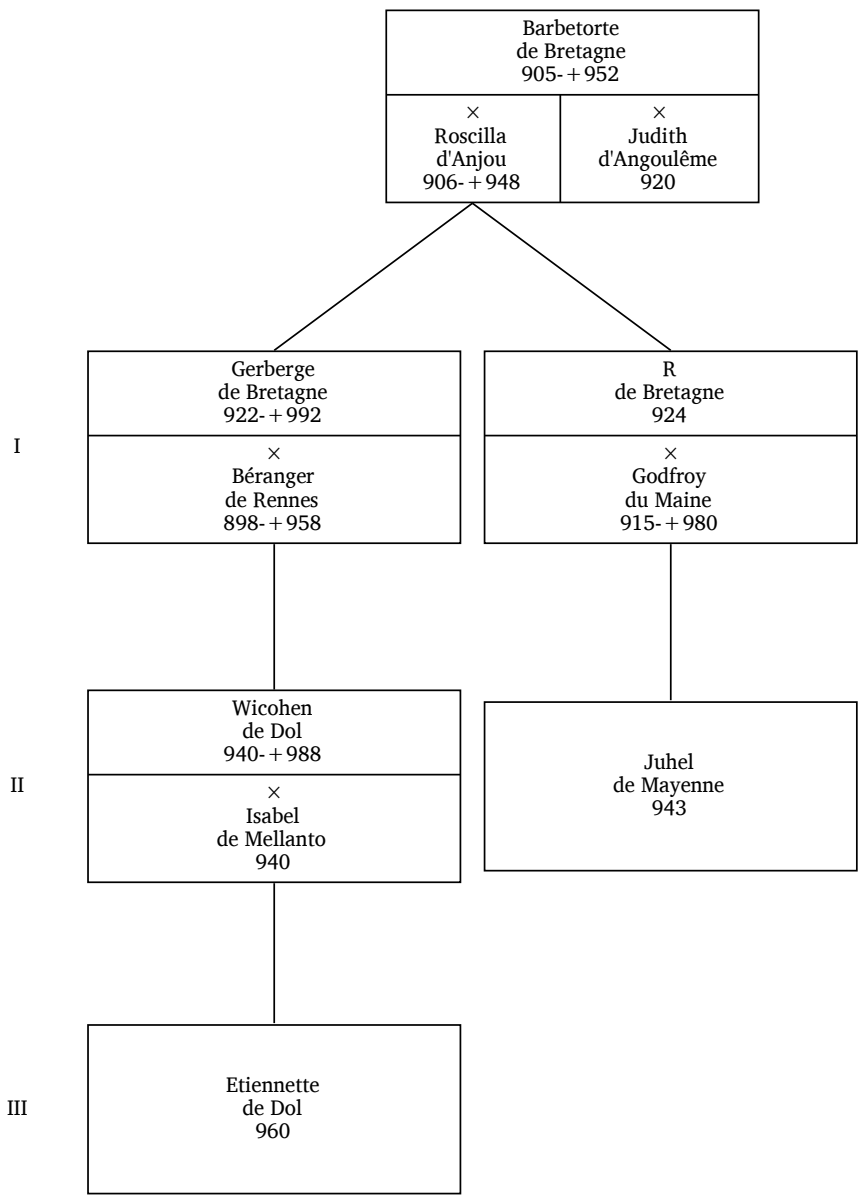 Barbetorte
de Bretagne
905-+952
×
Roscilla
d'Anjou
906-+948
×
Judith
d'Angoulême
920
I
Gerberge
de Bretagne
922-+992
×
Béranger
de Rennes
898-+958
R
de Bretagne
924
×
Godfroy
du Maine
915-+980
II
Wicohen
de Dol
940-+988
×
Isabel
de Mellanto
940
Juhel
de Mayenne
943
III
Etiennette
de Dol
960